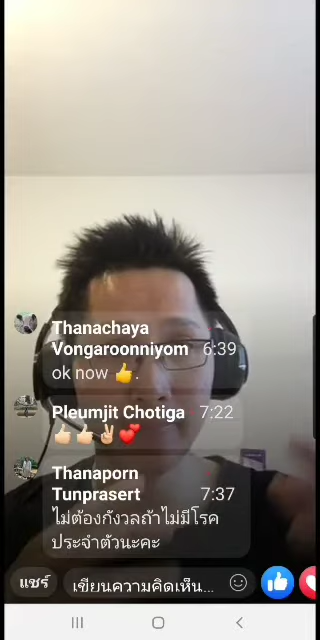 Thanachaya
Vongaroonniyom 6:39
ok now 👍.
Pleumjit Chotiga 7:22
👍🏻👍🏻✌🏻💕
Thanaporn
Tunprasert 7:37
ไม่ต้องกังวลถ้าไม่มีโรค
ประจำตัวนะคะ
แชร์ เขียนความคิดเห็น...